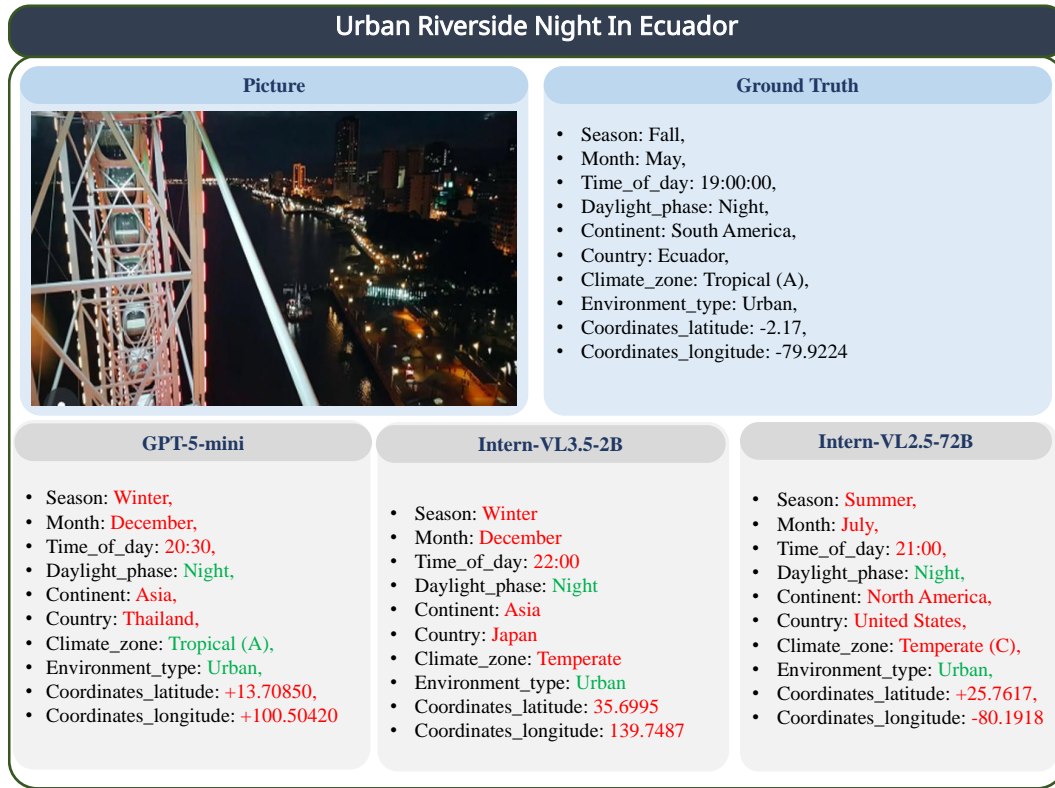 Urban Riverside Night In Ecuador
Picture
Ground Truth
• Season: Fall,
• Month: May,
• Time_of_day: 19:00:00,
• Daylight_phase: Night,
• Continent: South America,
• Country: Ecuador,
• Climate_zone: Tropical (A),
• Environment_type: Urban,
• Coordinates_latitude: -2.17,
• Coordinates_longitude: -79.9224
GPT-5-mini
• Season: Winter,
• Month: December,
• Time_of_day: 20:30,
• Daylight_phase: Night,
• Continent: Asia,
• Country: Thailand,
• Climate_zone: Tropical (A),
• Environment_type: Urban,
• Coordinates_latitude: +13.70850,
• Coordinates_longitude: +100.50420
Intern-VL3.5-2B
• Season: Winter
• Month: December
• Time_of_day: 22:00
• Daylight_phase: Night
• Continent: Asia
• Country: Japan
• Climate_zone: Temperate
• Environment_type: Urban
• Coordinates_latitude: 35.6995
• Coordinates_longitude: 139.7487
Intern-VL2.5-72B
• Season: Summer,
• Month: July,
• Time_of_day: 21:00,
• Daylight_phase: Night,
• Continent: North America,
• Country: United States,
• Climate_zone: Temperate (C),
• Environment_type: Urban,
• Coordinates_latitude: +25.7617,
• Coordinates_longitude: -80.1918